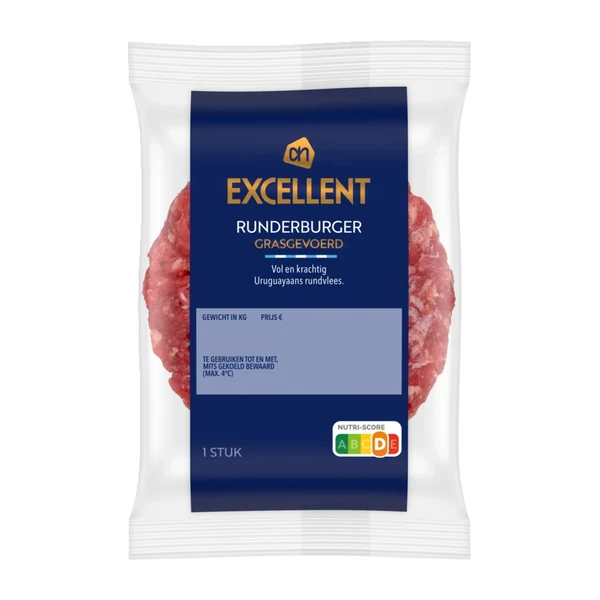 ah
EXCELLENT
RUNDERBURGER
GRASGEVOERD
Vol en krachtig
Uruguayaans rundvlees.
GEWICHT IN KG PRIJS €
TE GEBRUIKEN TOT EN MET,
MITS GEKOELD BEWAARD
(MAX. 4°C)
NUTRI-SCORE
A B C D E
1 STUK